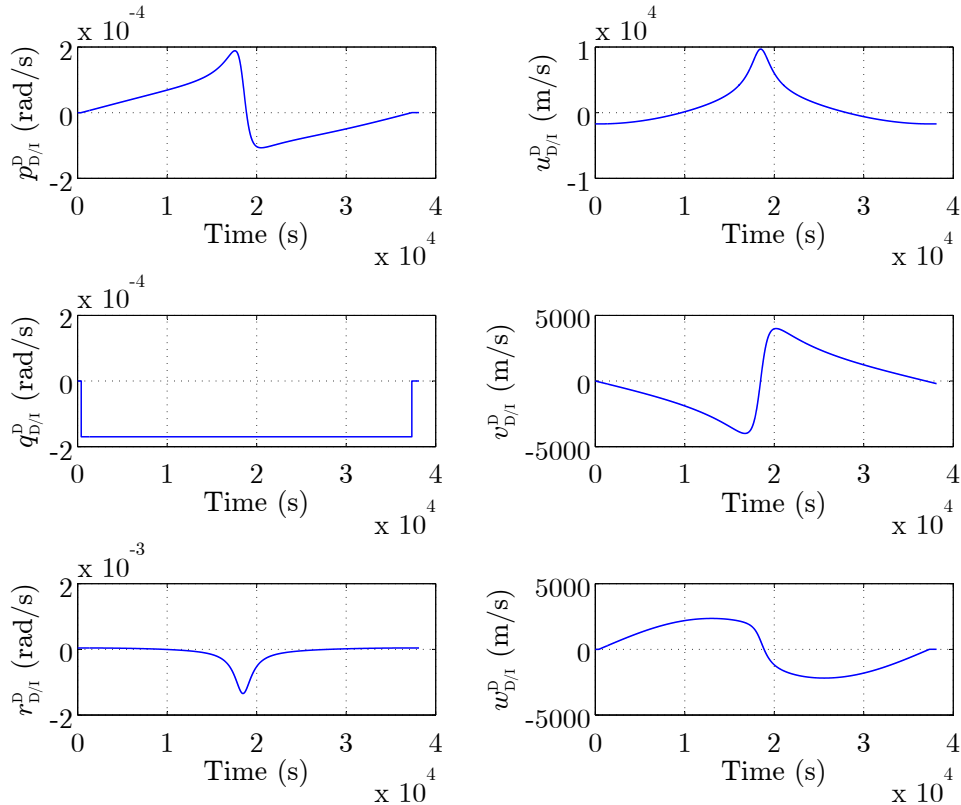 x 10^-4
p^D_D/I (rad/s)
2
0
-2
0 1 2 3 4
Time (s)
x 10^4
x 10^4
u^D_D/I (m/s)
1
0
-1
0 1 2 3 4
Time (s)
x 10^4
x 10^-4
q^D_D/I (rad/s)
2
0
-2
0 1 2 3 4
Time (s)
x 10^4
v^D_D/I (m/s)
5000
0
-5000
0 1 2 3 4
Time (s)
x 10^4
x 10^-3
r^D_D/I (rad/s)
2
0
-2
0 1 2 3 4
Time (s)
x 10^4
w^D_D/I (m/s)
5000
0
-5000
0 1 2 3 4
Time (s)
x 10^4